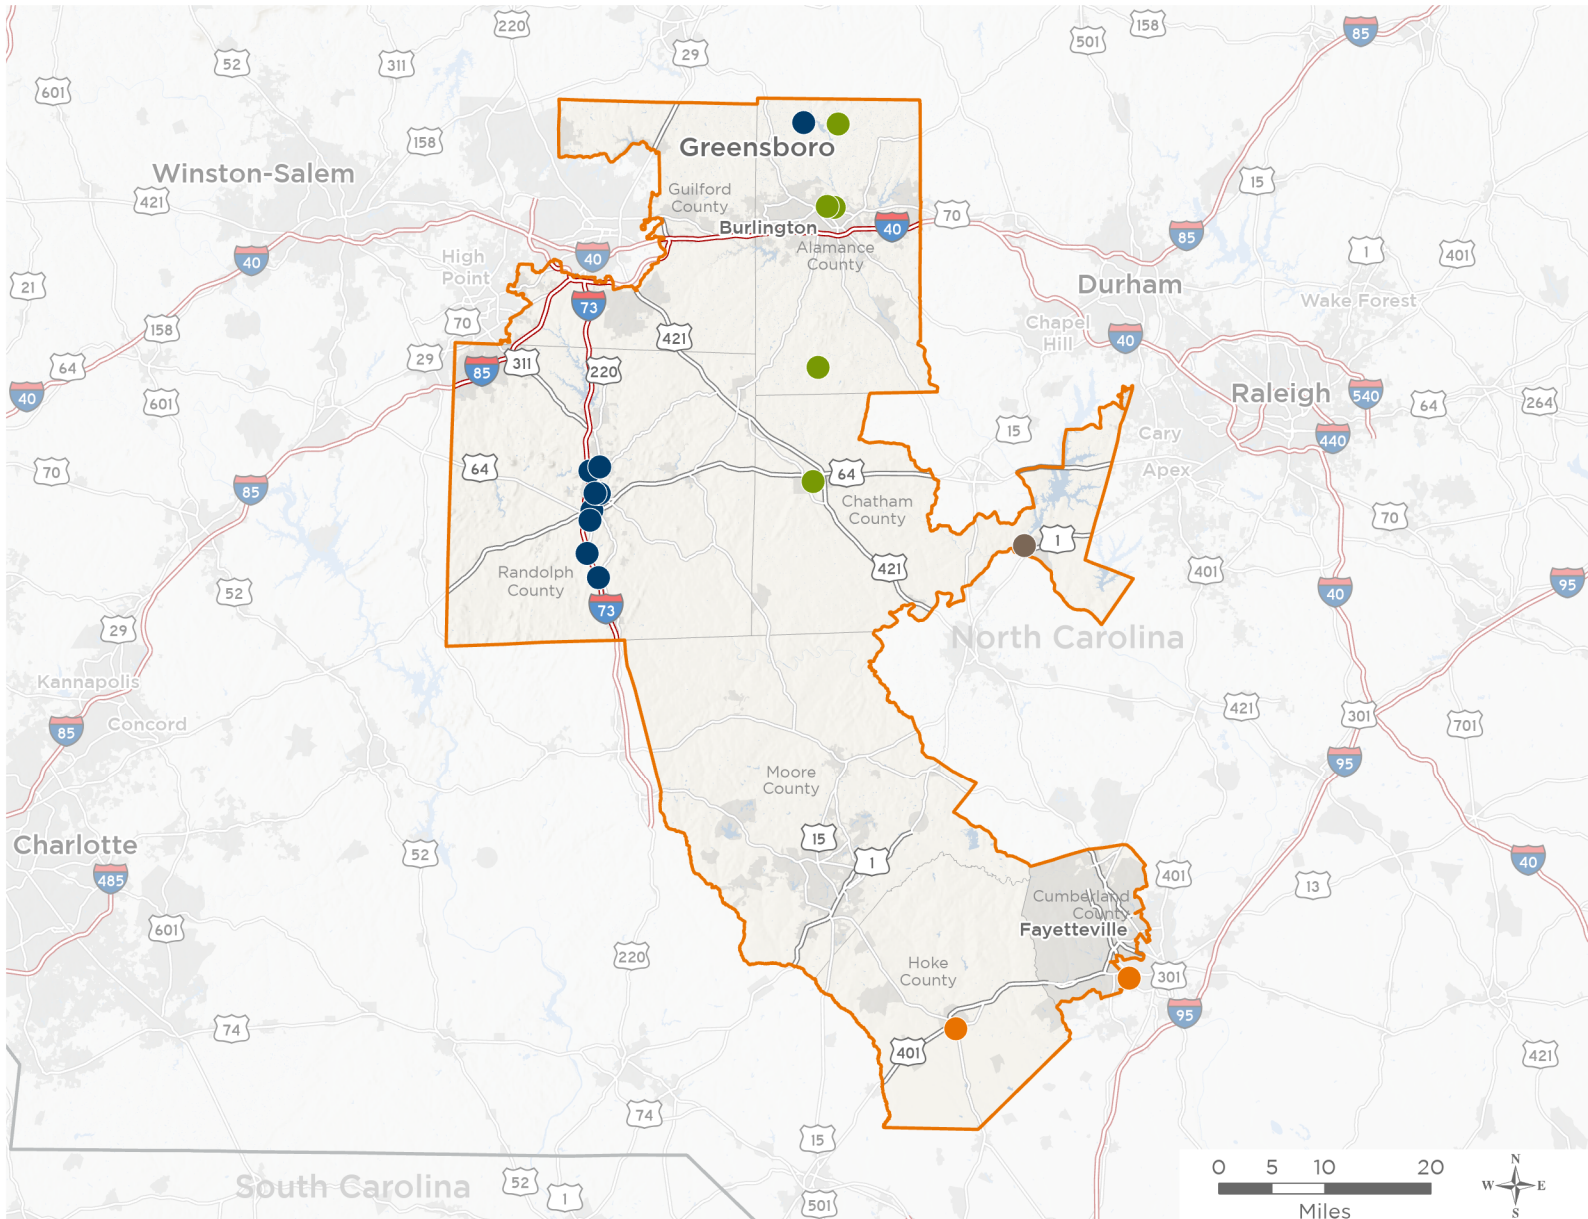 220
158
85
501
29
52
311
601
158
Greensboro
Winston-Salem
15
Guilford
County
421
70
Burlington
40
85
Alamance
County
1
401
High
Point
40
40
21
Durham
73
Wake Forest
70
158
Chapel
Hill
421
40
29
311
64
85
220
Raleigh
40
540
601
64
264
15
Cary
440
70
64
64
Apex
85
Chatham
County
70
1
421
401
Randolph
County
95
52
40
73
29
North Carolina
Kannapolis
421
Concord
301
701
85
95
Moore
County
15
Charlotte
52
1
40
485
401
13
Cumberland
County
601
Fayetteville
220
Hoke
County
301
95
74
401
421
74
15
South Carolina
52
1
501
0 5 10 20
Miles
N
W E
S